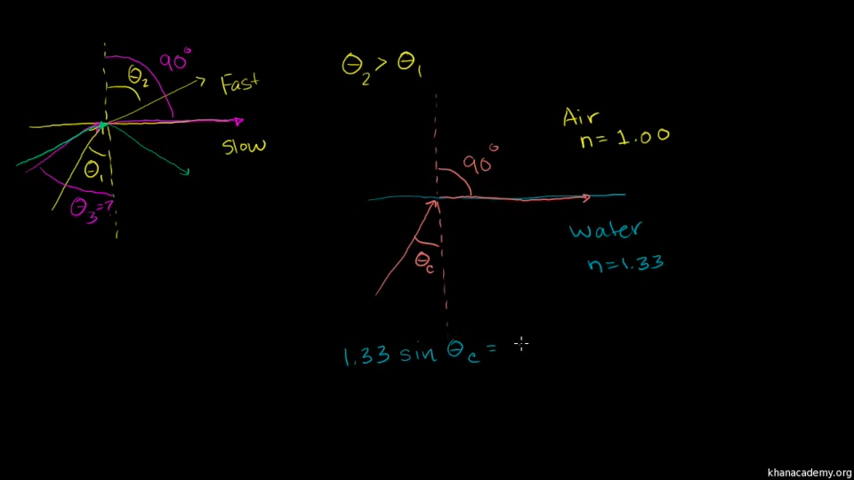 90°
θ₂
Fast
Slow
θ₁
θ₃=?
θ₂ > θ₁
Air
n=1.00
90°
Water
n=1.33
θc
1.33 sin θc =
khanacademy.org